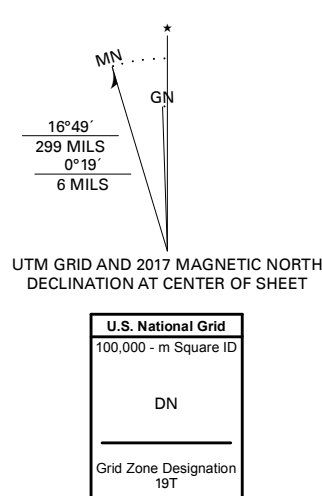 ★
MN
GN
16°49´
299 MILS
0°19´
6 MILS
UTM GRID AND 2017 MAGNETIC NORTH
DECLINATION AT CENTER OF SHEET
U.S. National Grid
100,000 - m Square ID
DN
Grid Zone Designation
19T